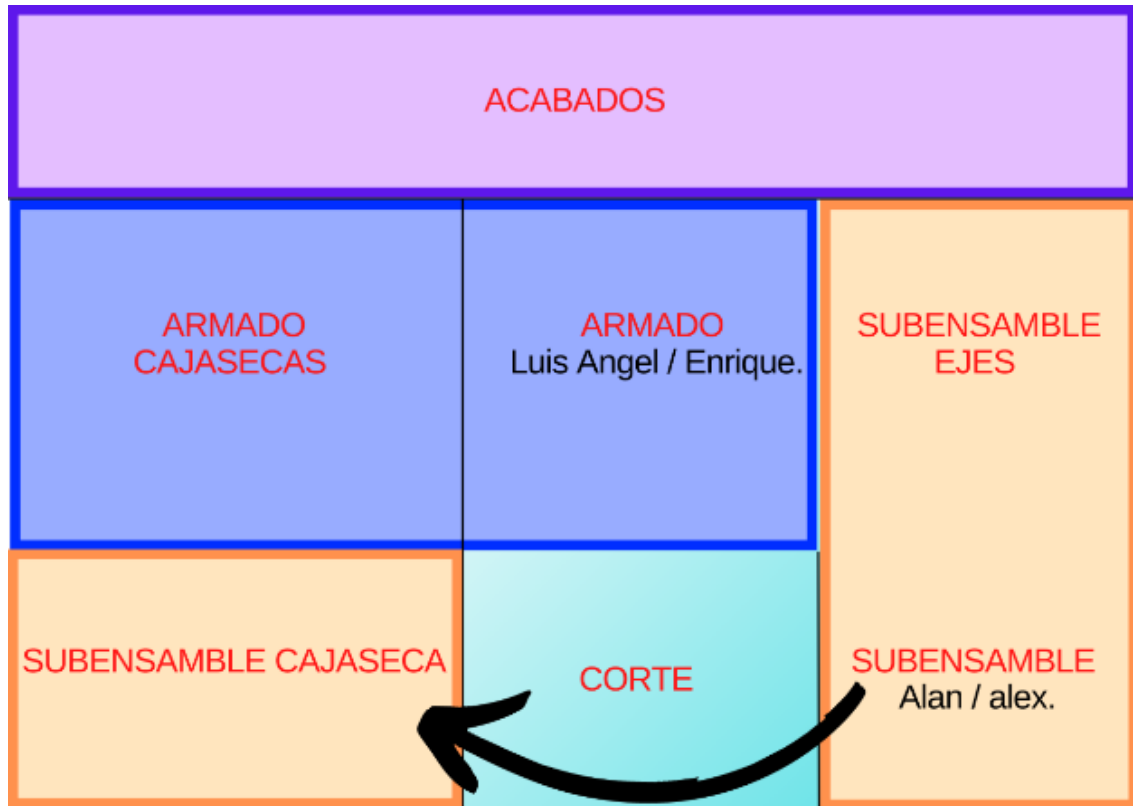 ACABADOS
ARMADO
CAJASECAS
ARMADO
Luis Angel / Enrique.
SUBENSAMBLE
EJES
SUBENSAMBLE CAJASECA
CORTE
SUBENSAMBLE
Alan / alex.